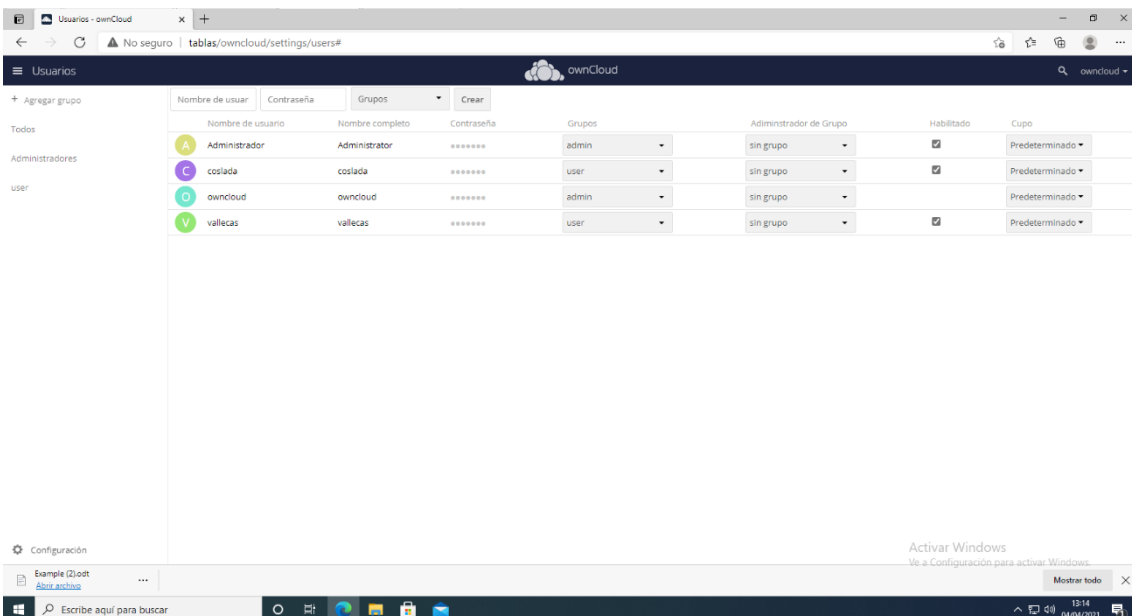 Usuarios - ownCloud
No seguro | tablas/owncloud/settings/users#
Usuarios ownCloud owncloud
+ Agregar grupo Nombre de usuar Contraseña Grupos Crear
Nombre de usuario Nombre completo Contraseña Grupos Adiminstrador de Grupo Habilitado Cupo
Todos
A Administrador Administrator admin sin grupo Predeterminado
Administradores
C coslada coslada user sin grupo Predeterminado
user
O owncloud owncloud admin sin grupo Predeterminado
V vallecas vallecas user sin grupo Predeterminado
Configuración
Activar Windows
Ve a Configuración para activar Windows.
Example (2).odt
Abrir archivo
Mostrar todo
Escribe aquí para buscar
13:14
04/04/2021